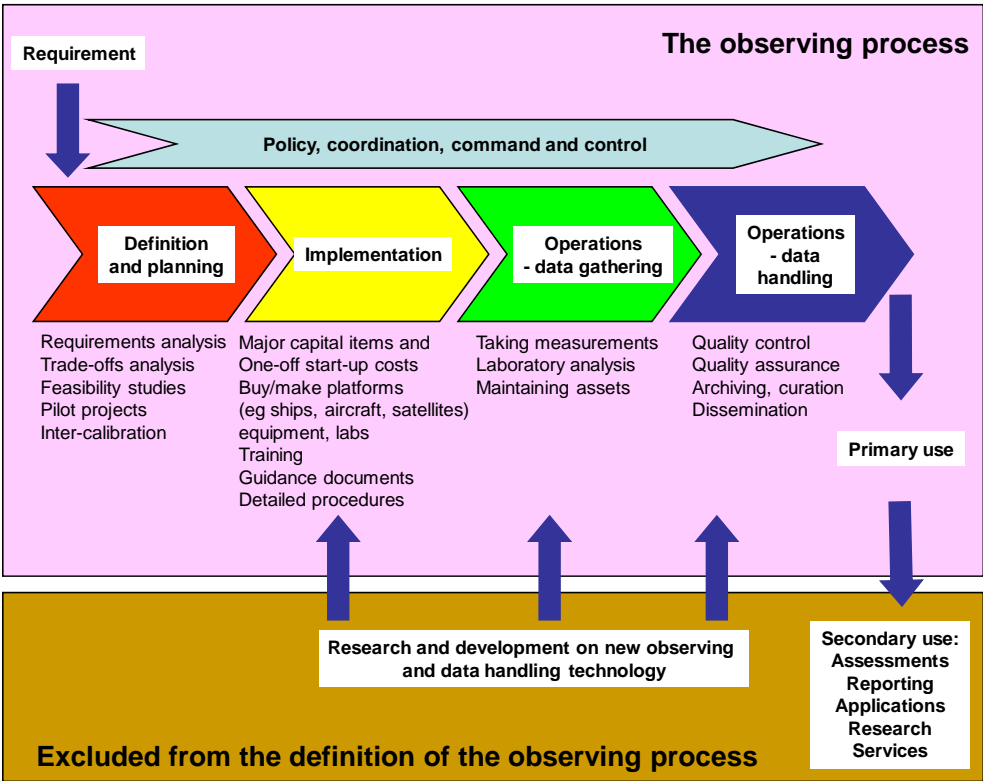 The observing process
Requirement
Policy, coordination, command and control
Definition
and planning
Implementation
Operations
- data gathering
Operations
- data
handling
Requirements analysis
Trade-offs analysis
Feasibility studies
Pilot projects
Inter-calibration
Major capital items and
One-off start-up costs
Buy/make platforms
(eg ships, aircraft, satellites)
equipment, labs
Training
Guidance documents
Detailed procedures
Taking measurements
Laboratory analysis
Maintaining assets
Quality control
Quality assurance
Archiving, curation
Dissemination
Primary use
Research and development on new observing
and data handling technology
Secondary use:
Assessments
Reporting
Applications
Research
Services
Excluded from the definition of the observing process